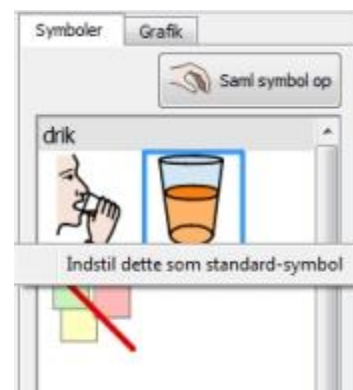 Symboler Grafik
Saml symbol op
drik
Indstil dette som standard-symbol